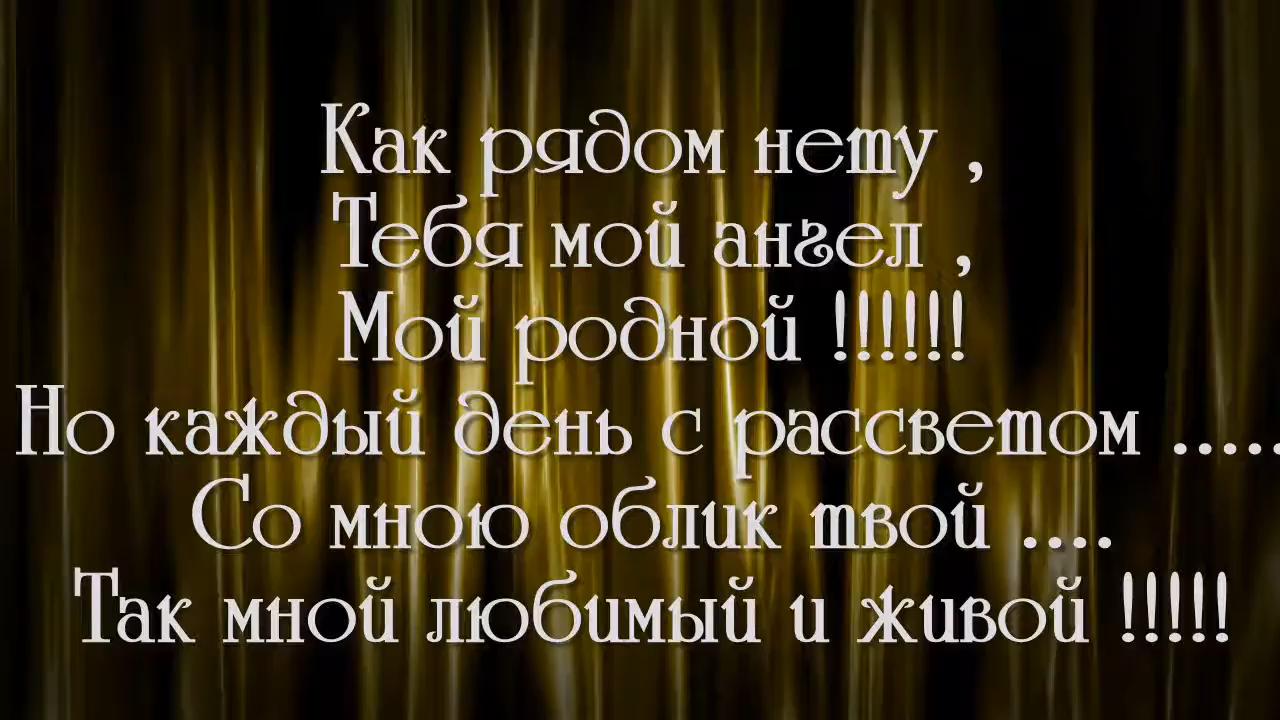 Как рядом нету ,
Тебя мой ангел ,
Мой родной !!!!!!
Но каждый день с рассветом .....
Со мною облик твой ....
Так мной любимый и живой !!!!!